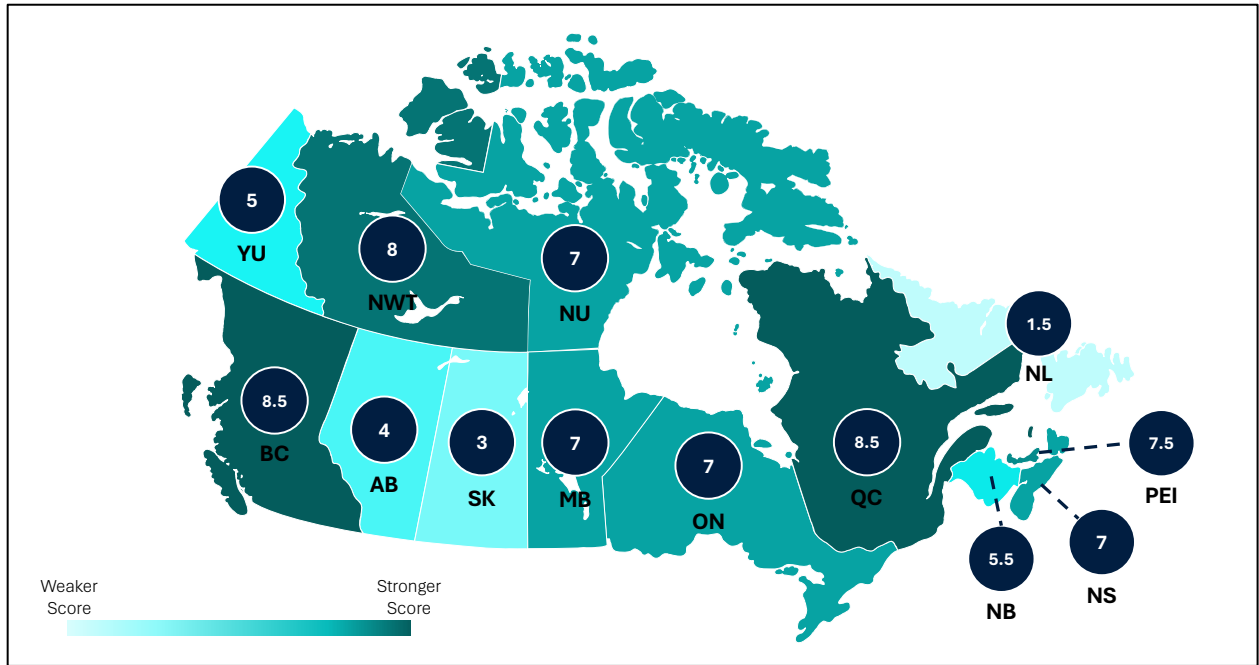 5
YU
8
NWT
7
NU
1.5
NL
8.5
BC
4
AB
3
SK
7
MB
7
ON
8.5
QC
7.5
PEI
5.5
NB
7
NS
Weaker
Score
Stronger
Score